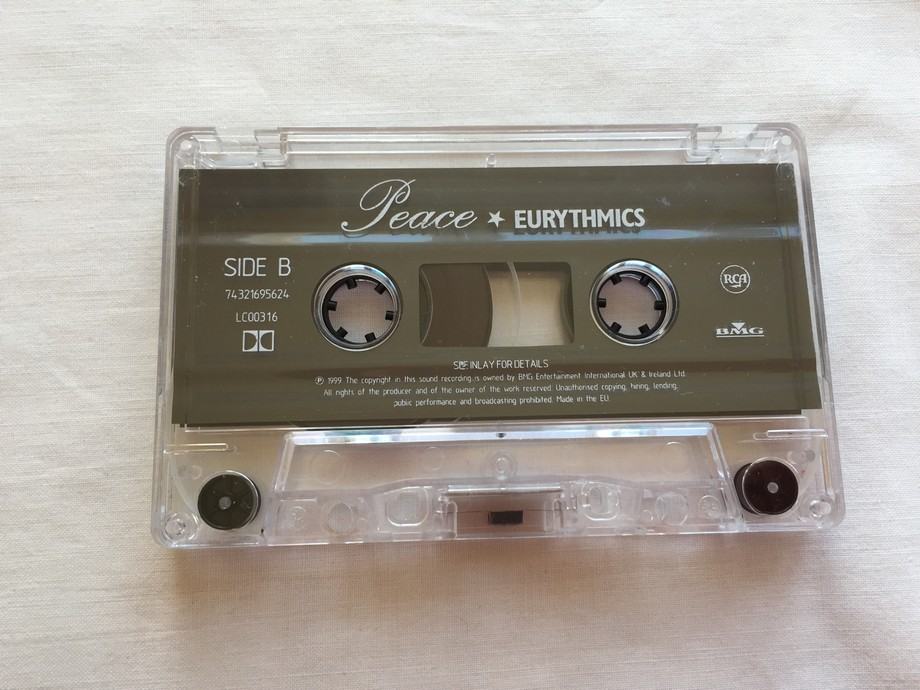 Peace ★ EURYTHMICS
SIDE B
74321695624
LC00316
RCA
BMG
SEE INLAY FOR DETAILS
℗ 1999 The copyright in this sound recording is owned by BMG Entertainment International UK & Ireland Ltd.
All rights of the producer and of the owner of the work reserved. Unauthorised copying, hiring, lending,
public performance and broadcasting prohibited. Made in the EU.